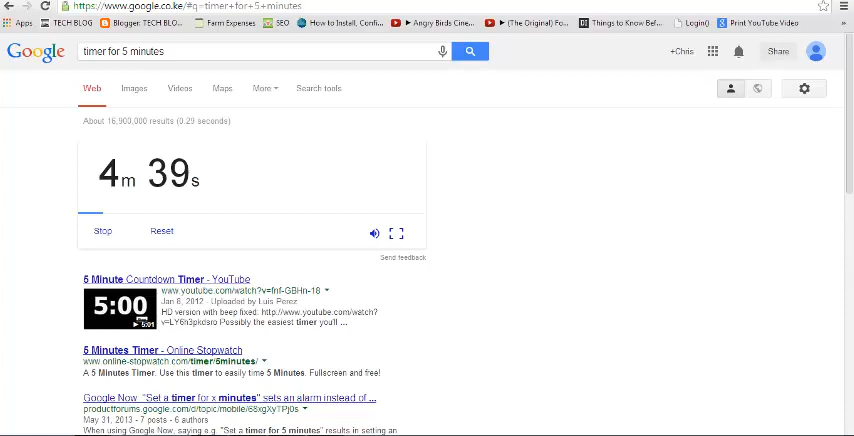 https://www.google.co.ke/#q=timer+for+5+minutes
Apps TECH BLOG Blogger: TECH BLO... Farm Expenses SEO How to Install, Confi... Angry Birds Cine... (The Original) Fo... Things to Know Bef... Login() Print YouTube Video »
Google timer for 5 minutes +Chris Share
Web Images Videos Maps More Search tools
About 16,900,000 results (0.29 seconds)
4m 39s
Stop Reset
Send feedback
5 Minute Countdown Timer - YouTube
www.youtube.com/watch?v=fnf-GBHn-18
Jan 8, 2012 - Uploaded by Luis Perez
HD version with beep fixed: http://www.youtube.com/
watch?v=LY6h3pkdsro Possibly the easiest timer you'll ...
5:00
5:01
5 Minutes Timer - Online Stopwatch
www.online-stopwatch.com/timer/5minutes/
A 5 Minutes Timer. Use this timer to easily time 5 Minutes. Fullscreen and free!
Google Now. "Set a timer for x minutes" sets an alarm instead of ...
productforums.google.com/d/topic/mobile/68xgXyTPj0s
May 31, 2013 - 7 posts - 6 authors
When using Google Now, saying e.g. "Set a timer for 5 minutes" results in setting an